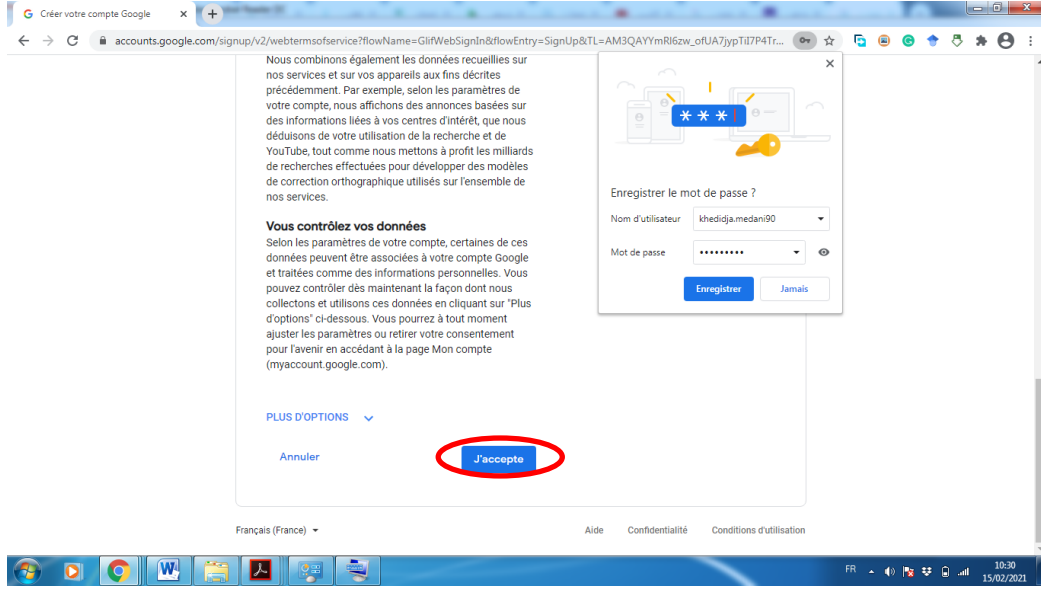 Créer votre compte Google
accounts.google.com/signup/v2/webtermsofservice?flowName=GlifWebSignIn&flowEntry=SignUp&TL=AM3QAYYmRI6zw_ofUA7jypTiI7P4Tr...
Nous combinons également les données recueillies sur
nos services et sur vos appareils aux fins décrites
précédemment. Par exemple, selon les paramètres de
votre compte, nous affichons des annonces basées sur
des informations liées à vos centres d'intérêt, que nous
déduisons de votre utilisation de la recherche et de
YouTube, tout comme nous mettons à profit les milliards
de recherches effectuées pour développer des modèles
de correction orthographique utilisés sur l'ensemble de
nos services.
Vous contrôlez vos données
Selon les paramètres de votre compte, certaines de ces
données peuvent être associées à votre compte Google
et traitées comme des informations personnelles. Vous
pouvez contrôler dès maintenant la façon dont nous
collectons et utilisons ces données en cliquant sur "Plus
d'options" ci-dessous. Vous pourrez à tout moment
ajuster les paramètres ou retirer votre consentement
pour l'avenir en accédant à la page Mon compte
(myaccount.google.com).
PLUS D'OPTIONS
Annuler
J'accepte
Enregistrer le mot de passe ?
Nom d'utilisateur khedidja.medani90
Mot de passe •••••••••
Enregistrer Jamais
Français (France)
Aide Confidentialité Conditions d'utilisation
FR
10:30
15/02/2021